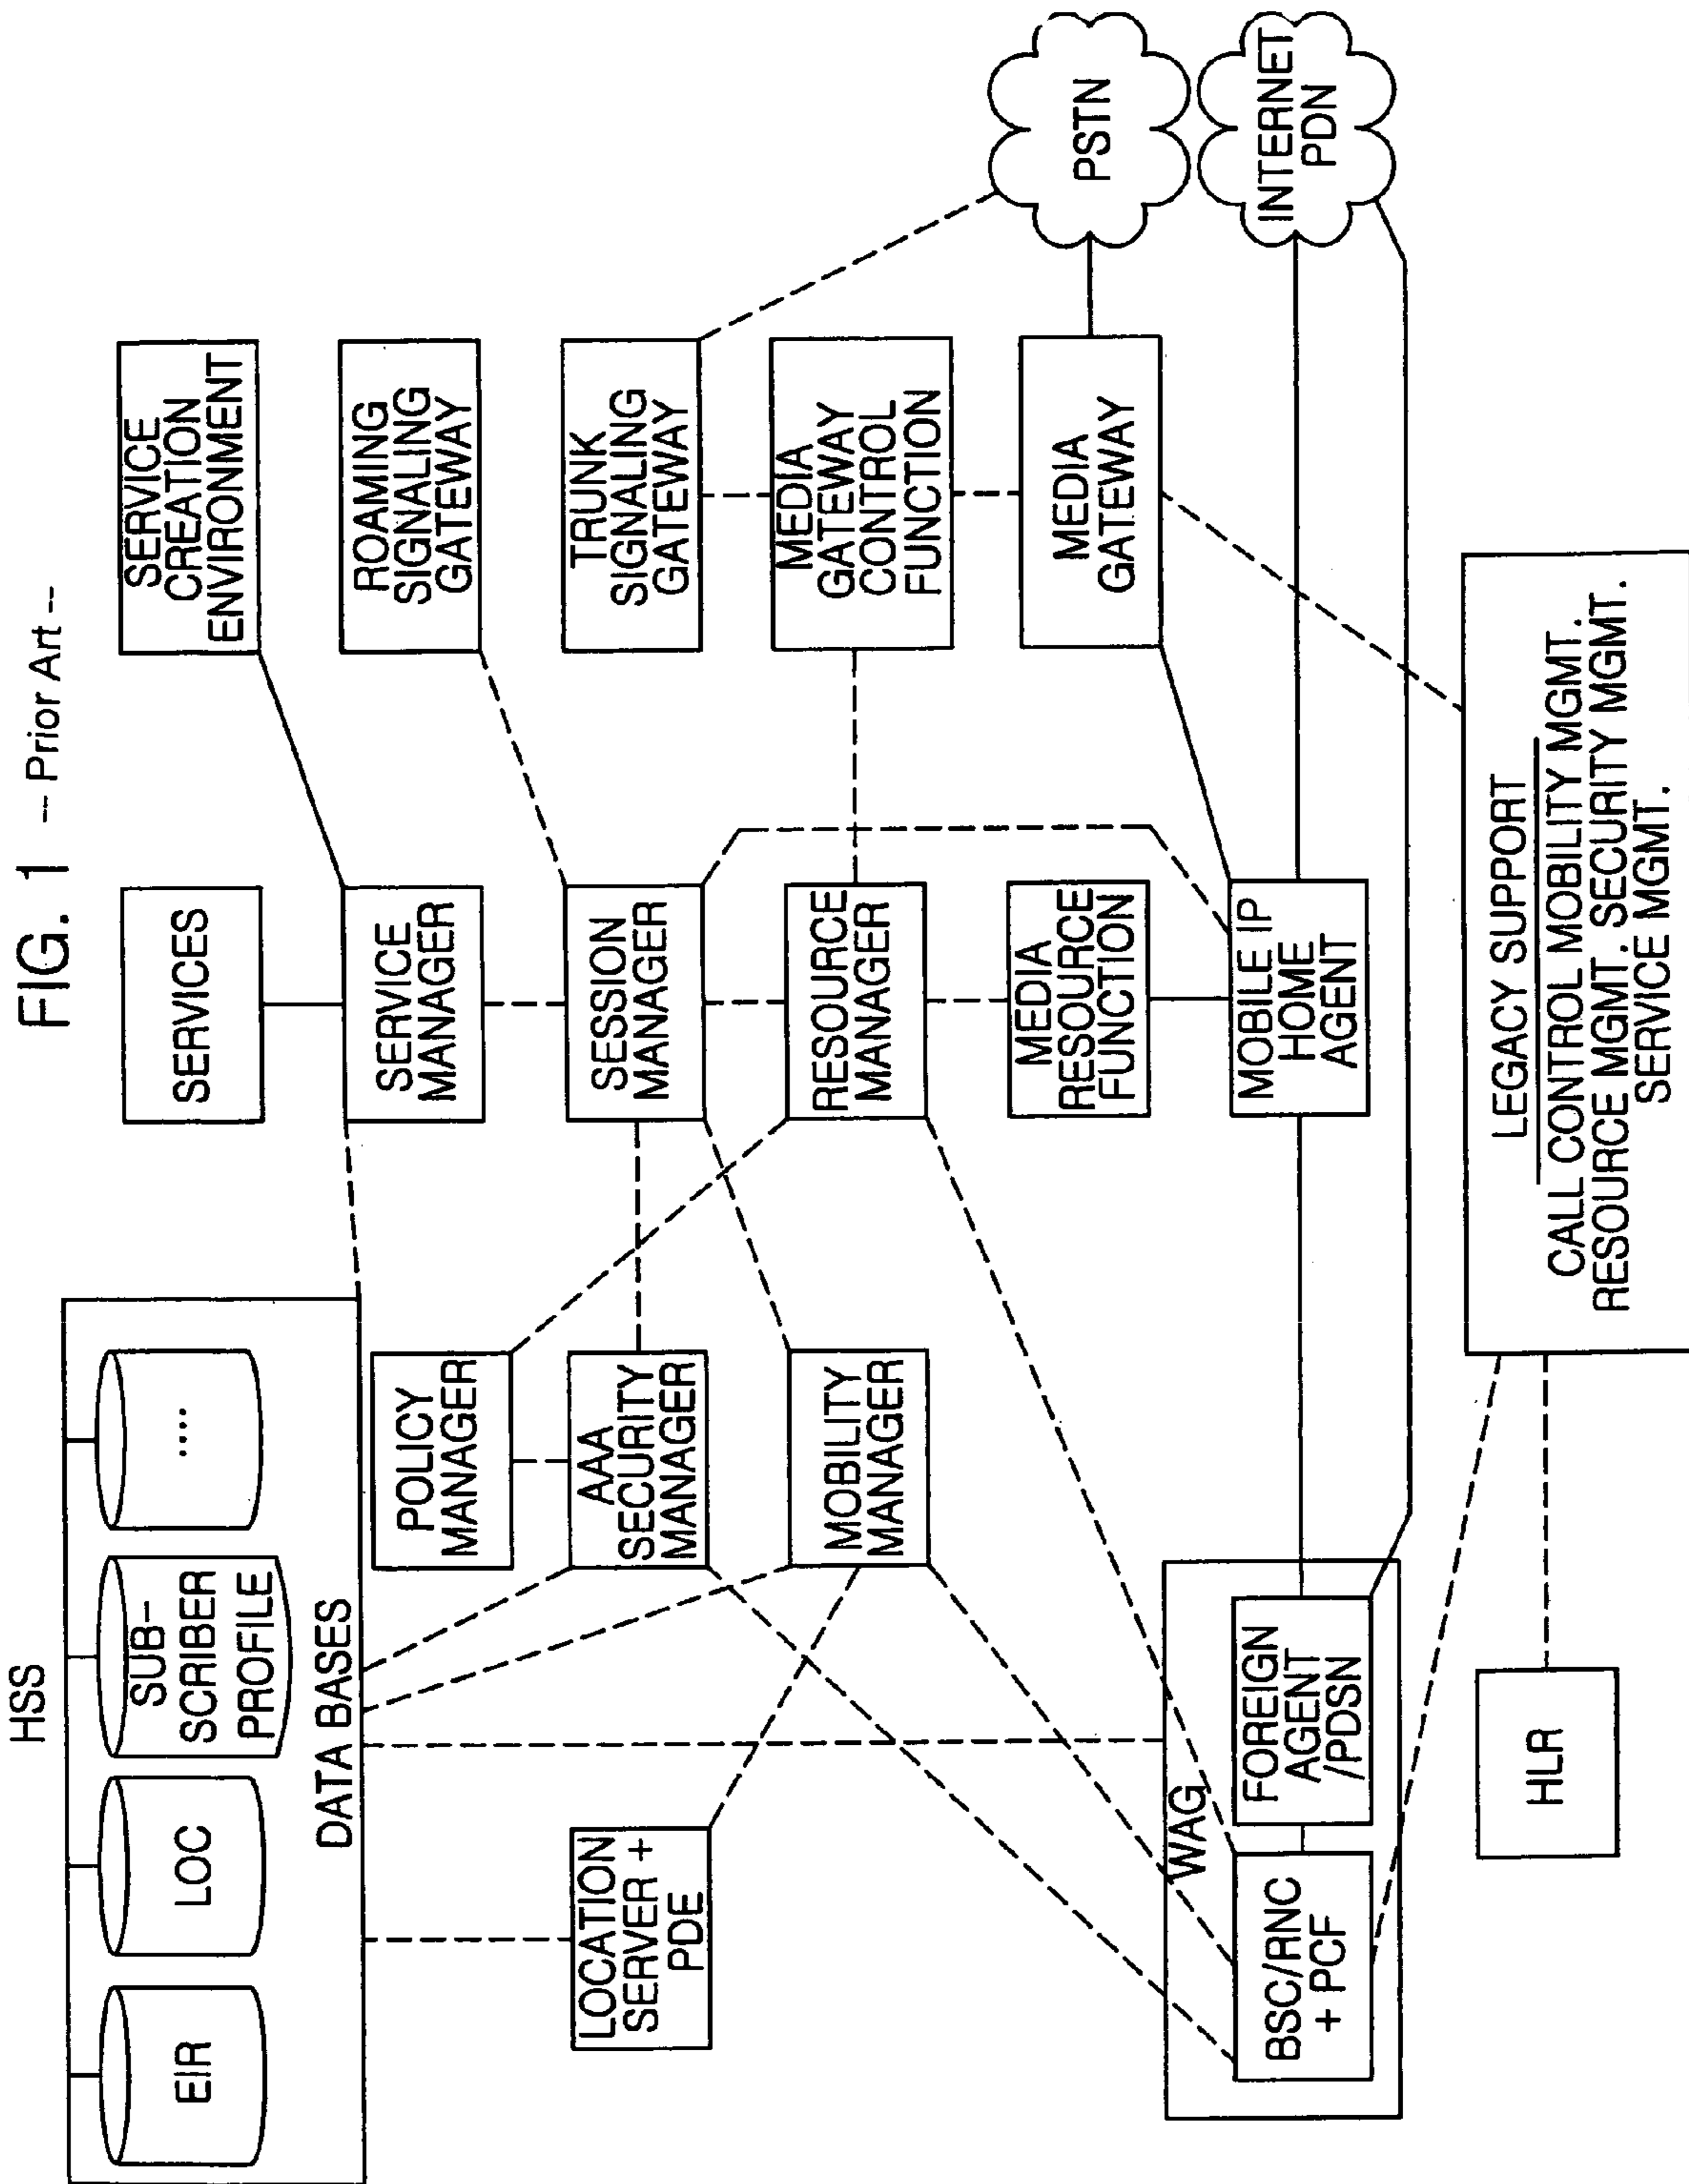 FIG. 1 -- Prior Art --
HSS
EIR
LOC
SUB-
SCRIBER
PROFILE
....
DATA BASES
SERVICES
SERVICE
CREATION
ENVIRONMENT
POLICY
MANAGER
SERVICE
MANAGER
ROAMING
SIGNALING
GATEWAY
LOCATION
SERVER +
PDE
AAA
SECURITY
MANAGER
SESSION
MANAGER
TRUNK
SIGNALING
GATEWAY
MOBILITY
MANAGER
RESOURCE
MANAGER
MEDIA
GATEWAY
CONTROL
FUNCTION
MEDIA
RESOURCE
FUNCTION
MEDIA
GATEWAY
PSTN
WAG
BSC/RNC
+ PCF
FOREIGN
AGENT
/PDSN
MOBILE IP
HOME
AGENT
INTERNET
PDN
HLR
LEGACY SUPPORT
CALL CONTROL MOBILITY MGMT.
RESOURCE MGMT. SECURITY MGMT.
SERVICE MGMT.